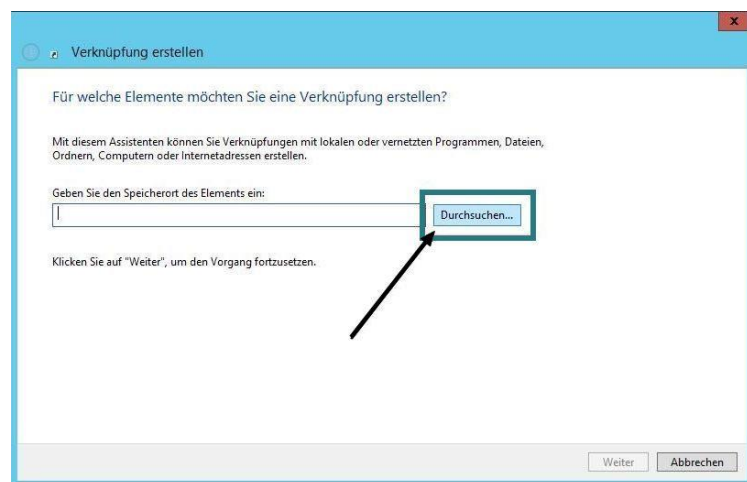 x
Verknüpfung erstellen
Für welche Elemente möchten Sie eine Verknüpfung erstellen?
Mit diesem Assistenten können Sie Verknüpfungen mit lokalen oder vernetzten Programmen, Dateien,
Ordnern, Computern oder Internetadressen erstellen.
Geben Sie den Speicherort des Elements ein:
Durchsuchen...
Klicken Sie auf "Weiter", um den Vorgang fortzusetzen.
Weiter Abbrechen